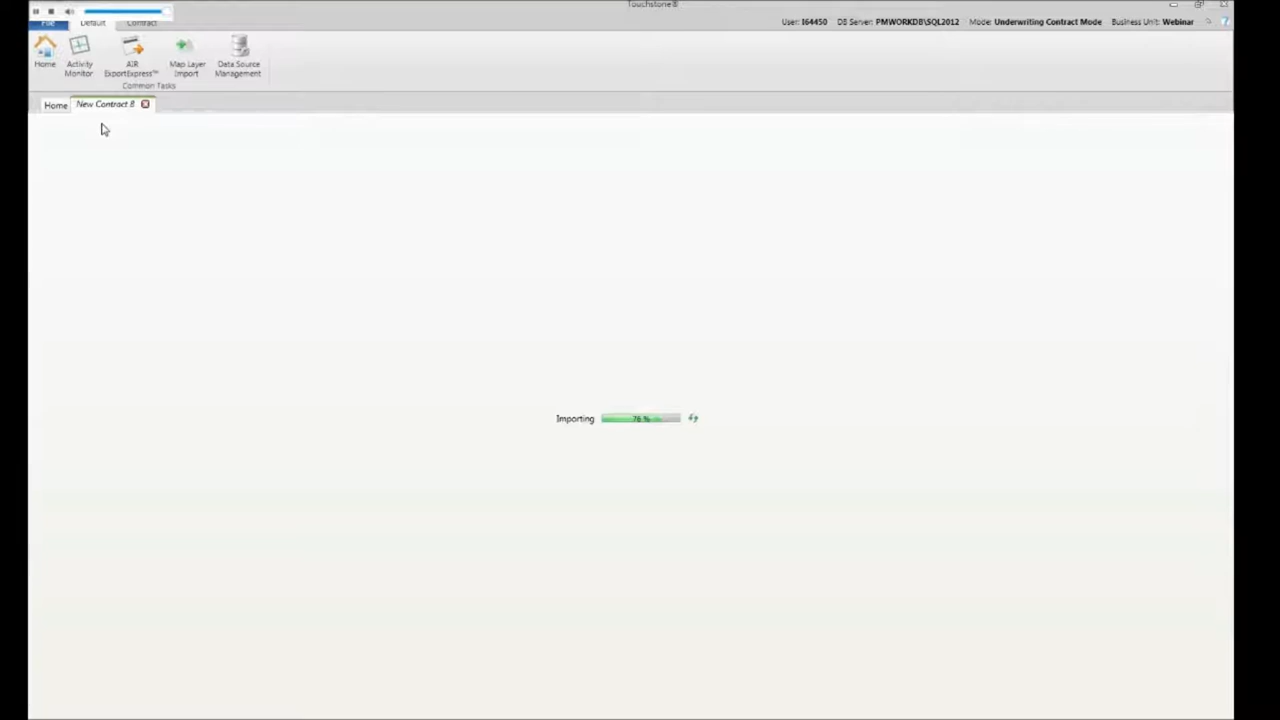 Touchstone®
File Default Contract
User: I64450 DB Server: PMWORKDB\SQL2012 Mode: Underwriting Contract Mode Business Unit: Webinar
Home
Activity
Monitor
AIR
ExportExpress™
Map Layer
Import
Data Source
Management
Common Tasks
Home New Contract 8
Importing 76 %